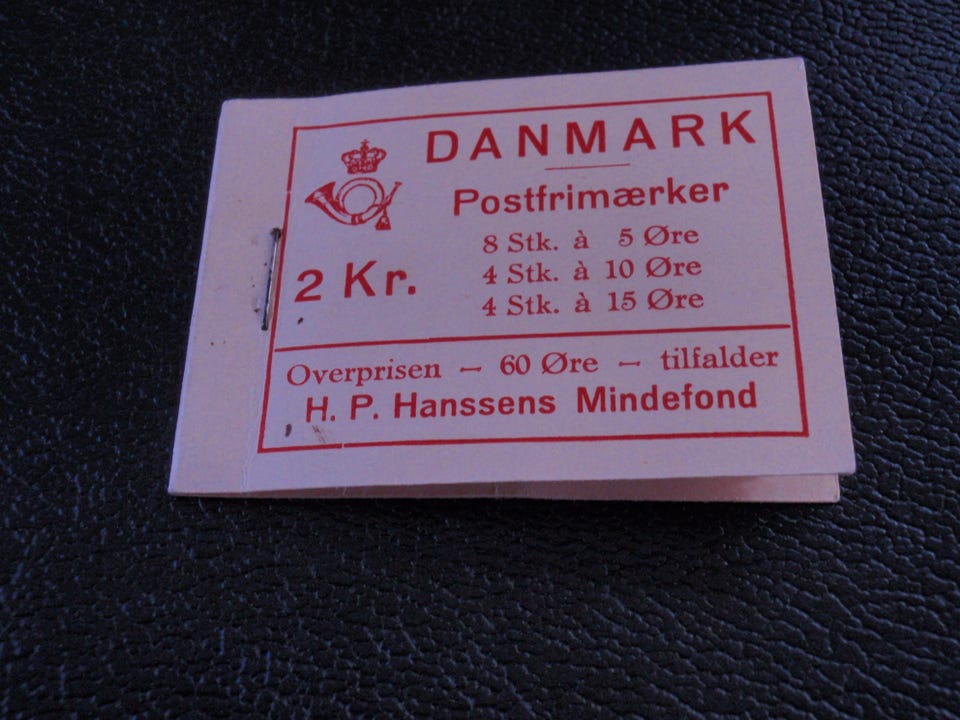 DANMARK
Postfrimærker
8 Stk. à 5 Øre
4 Stk. à 10 Øre
4 Stk. à 15 Øre
2 Kr.
Overprisen — 60 Øre — tilfalder
H. P. Hanssens Mindefond